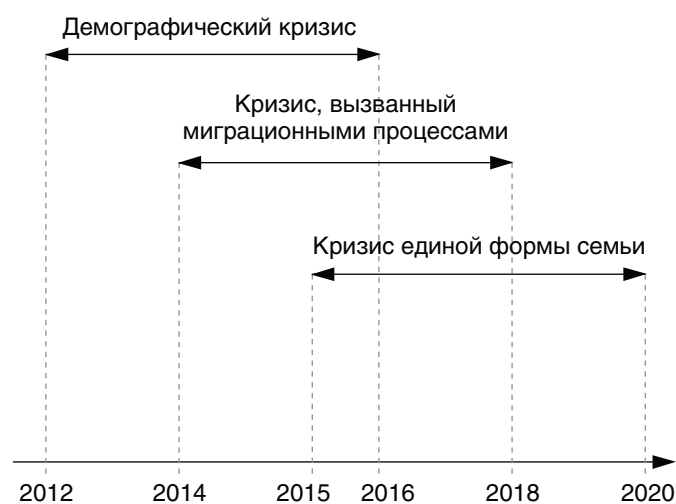 Демографический кризис
Кризис, вызванный
миграционными процессами
Кризис единой формы семьи
2012 2014 2015 2016 2018 2020